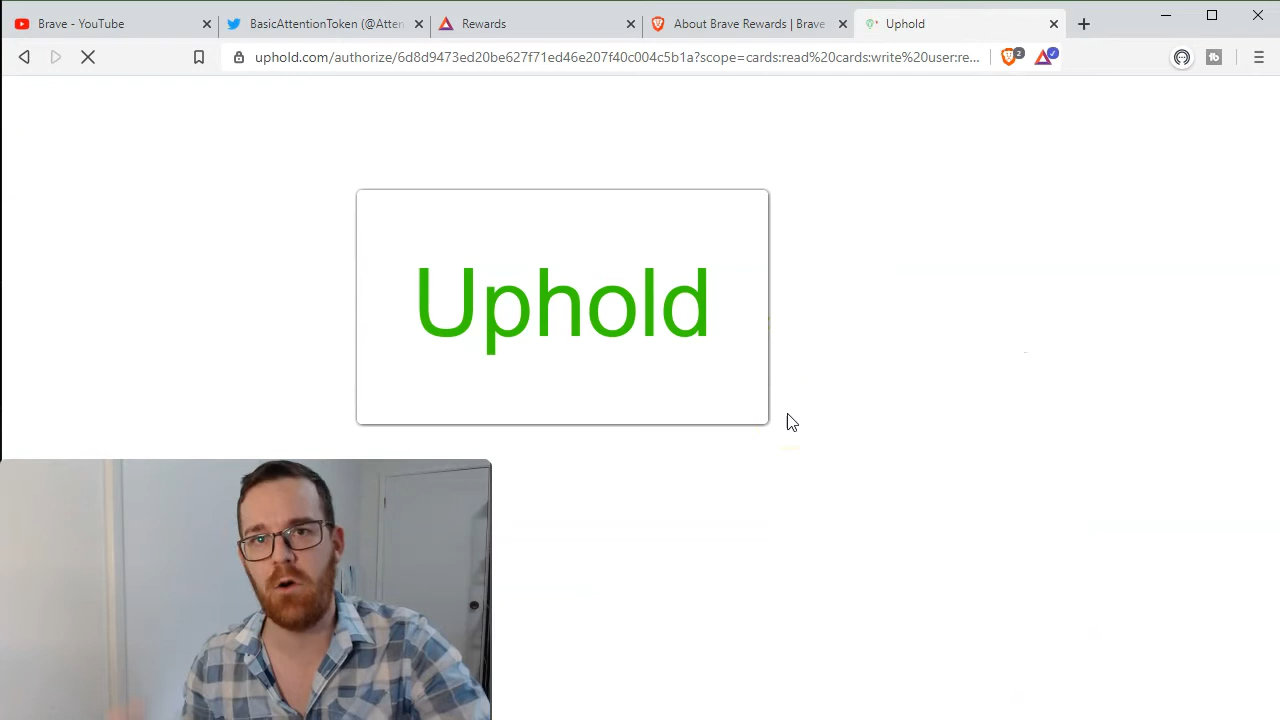 Brave - YouTube
BasicAttentionToken (@Atten
Rewards
About Brave Rewards | Brave
Uphold
uphold.com/authorize/6d8d9473ed20be627f71ed46e207f40c004c5b1a?scope=cards:read%20cards:write%20user:re...
2
Uphold